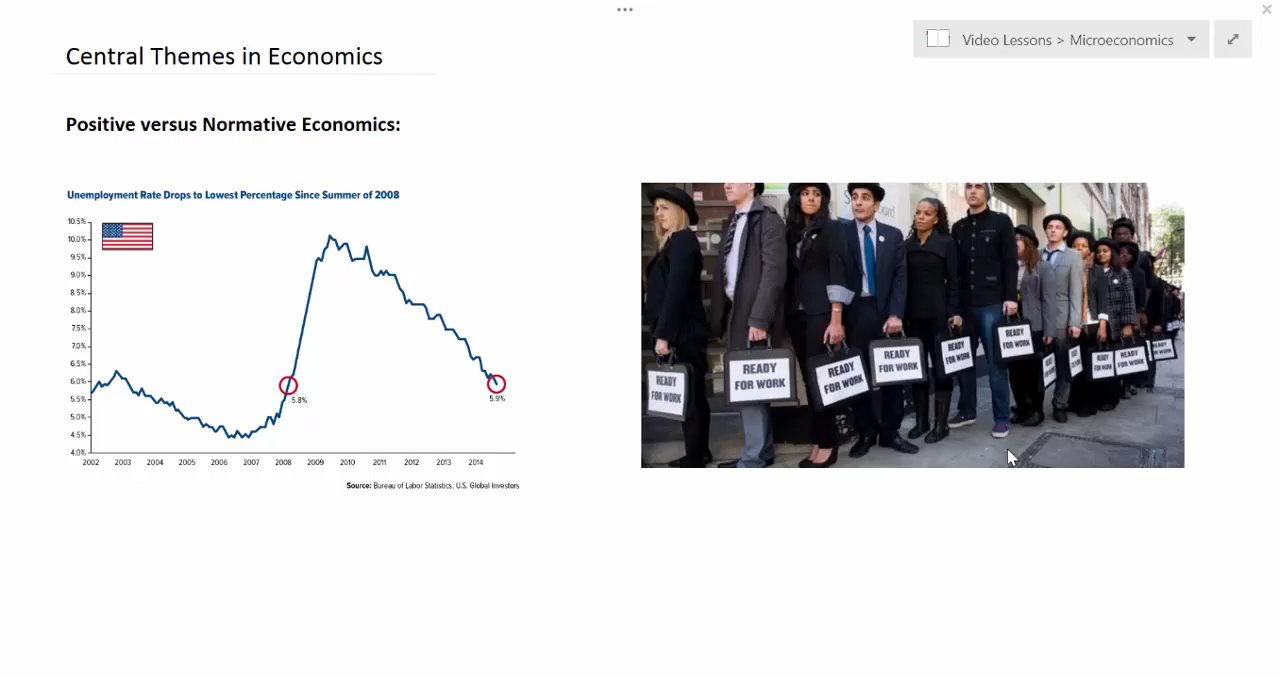 Video Lessons > Microeconomics
Central Themes in Economics
Positive versus Normative Economics:
Unemployment Rate Drops to Lowest Percentage Since Summer of 2008
10.5%
10.0%
9.5%
9.0%
8.5%
8.0%
7.5%
7.0%
6.5%
6.0%
5.5%
5.0%
4.5%
4.0%
5.8%
5.9%
2002 2003 2004 2005 2006 2007 2008 2009 2010 2011 2012 2013 2014
Source: Bureau of Labor Statistics, U.S. Global Investors
READY
FOR WORK
READY
FOR WORK
READY
FOR WORK
READY
FOR WORK
READY
FOR WORK
READY
FOR WORK
READY
FOR WORK
READY
FOR WORK